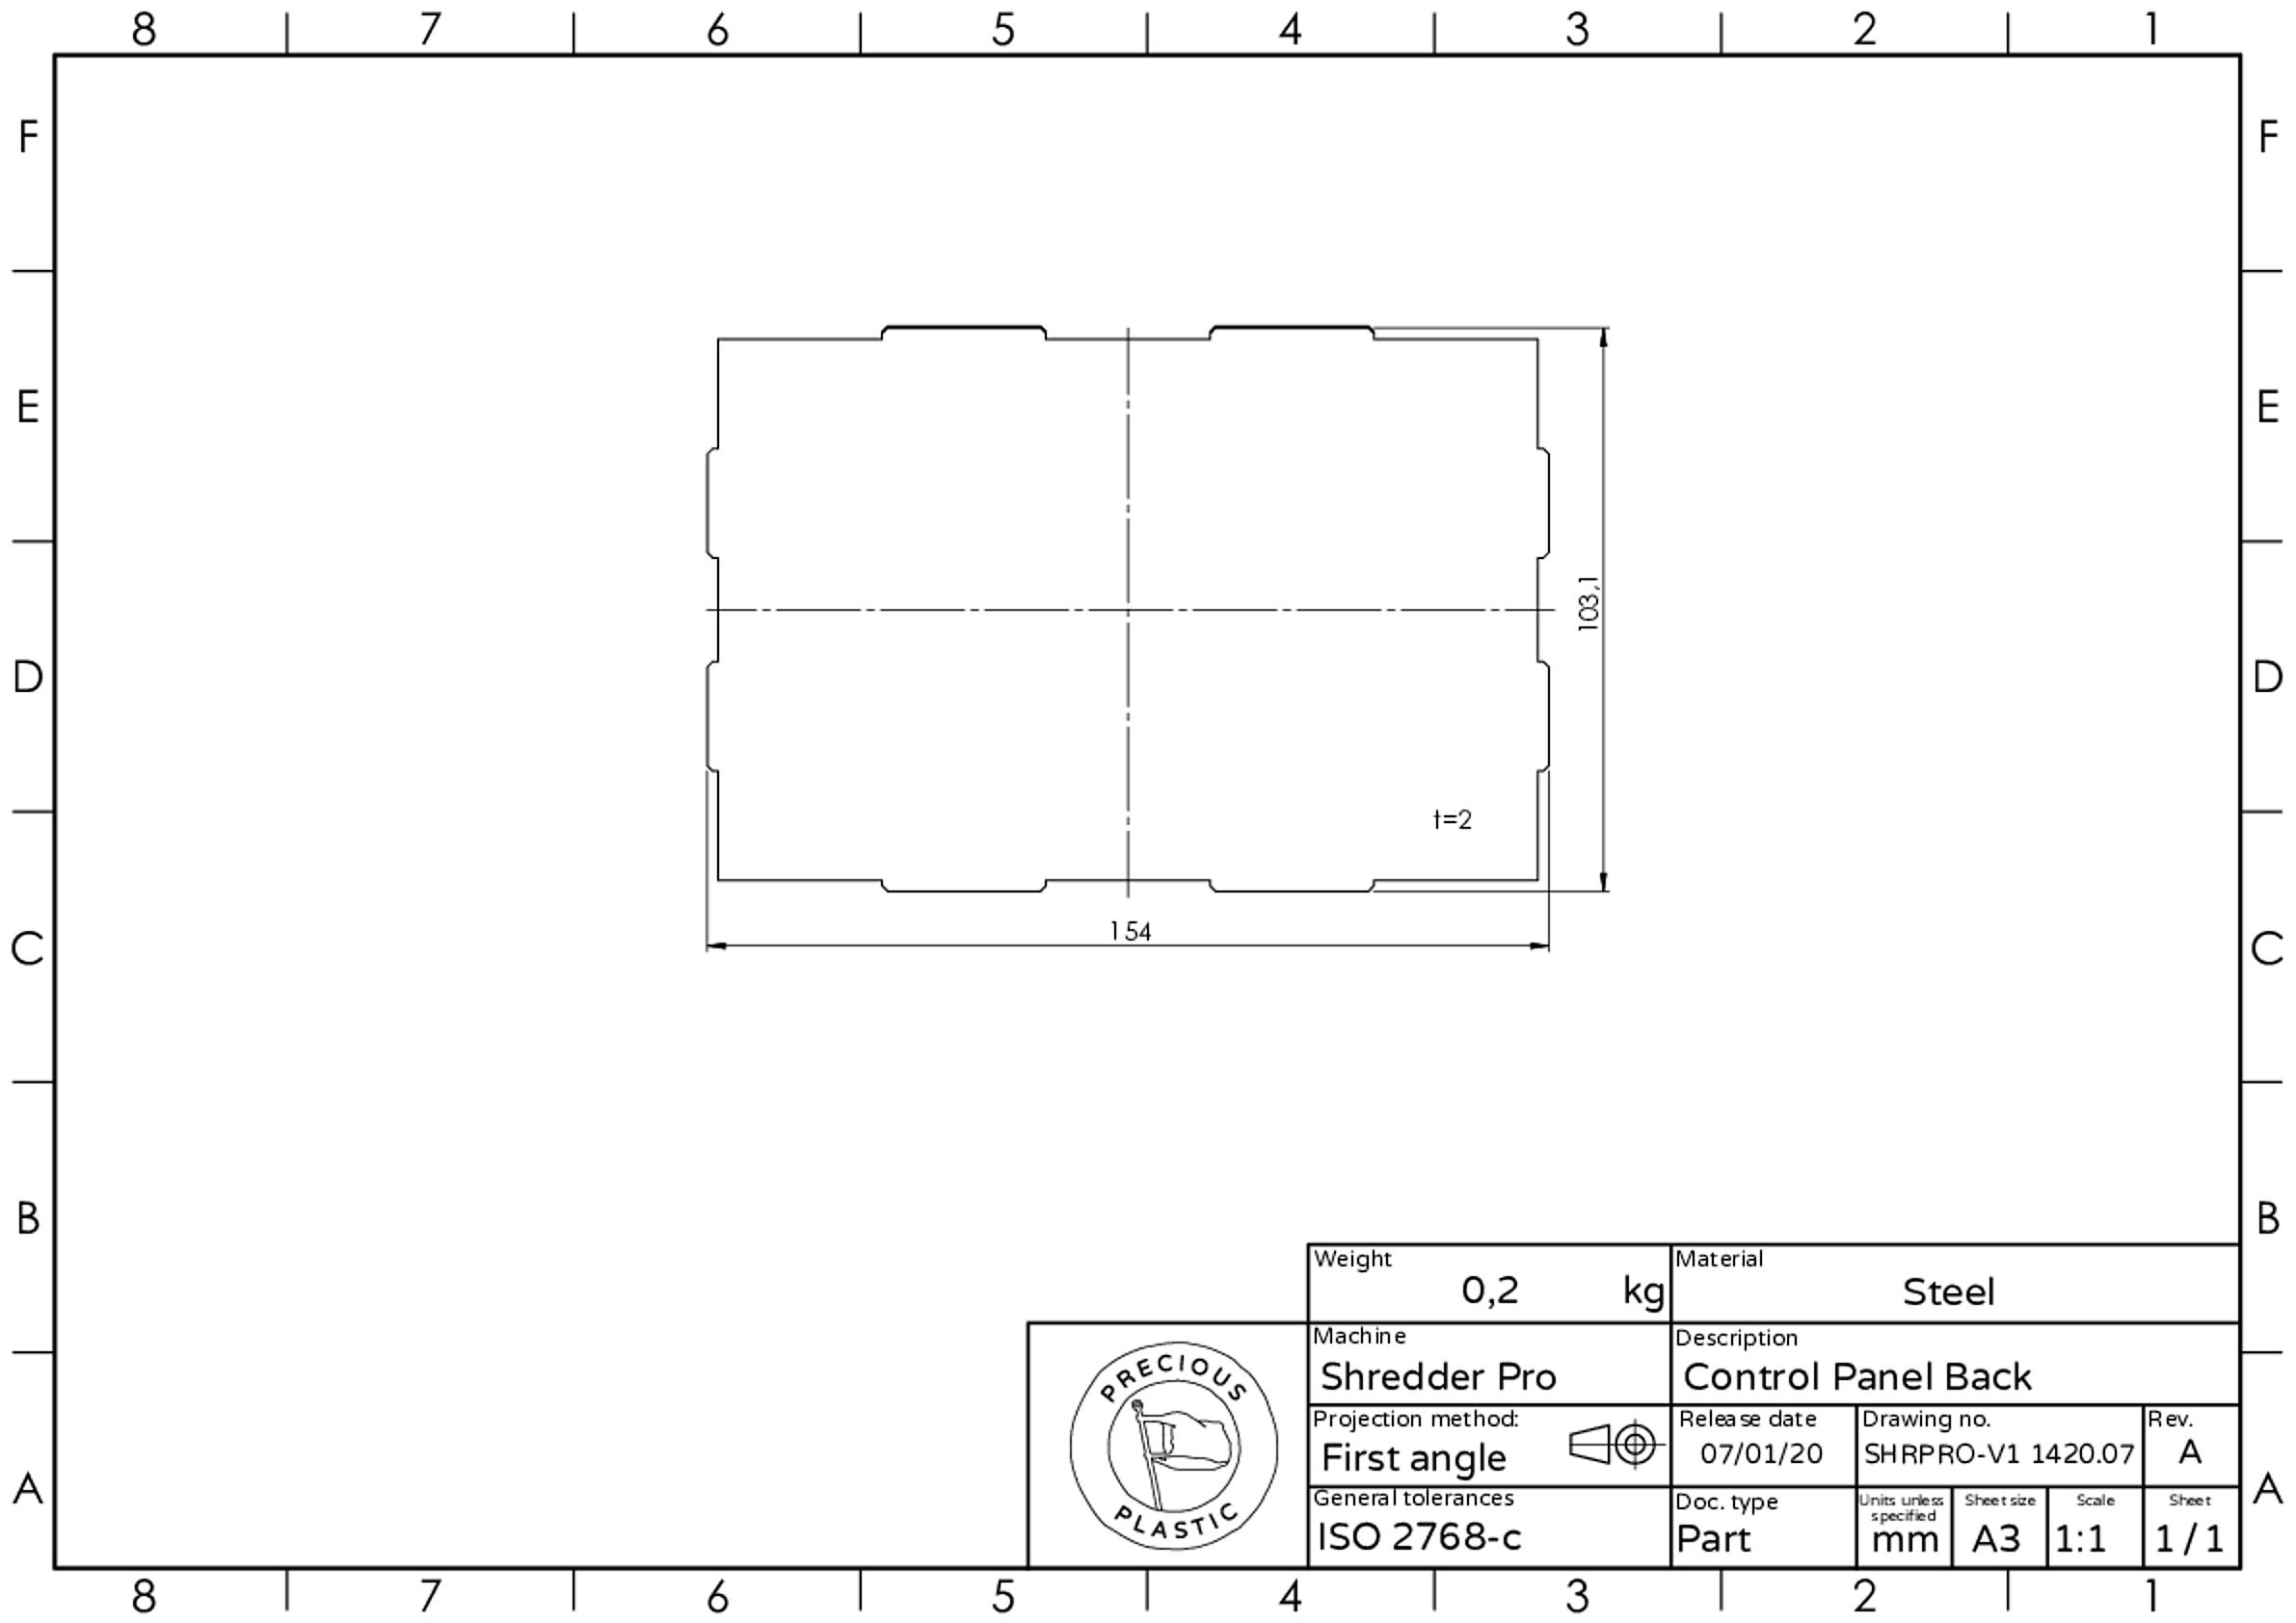 8 7 6 5 4 3 2 1
F F
E E
D D
C C
B B
A A
103,1
t=2
154
Weight
0,2 kg
Material
Steel
PRECIOUS
PLASTIC
Machine
Shredder Pro
Description
Control Panel Back
Projection method:
First angle
Release date
07/01/20
Drawing no.
SHRPRO-V1 1420.07
Rev.
A
General tolerances
ISO 2768-c
Doc. type
Part
Units unless
specified
mm
Sheet size
A3
Scale
1:1
Sheet
1 / 1
8 7 6 5 4 3 2 1